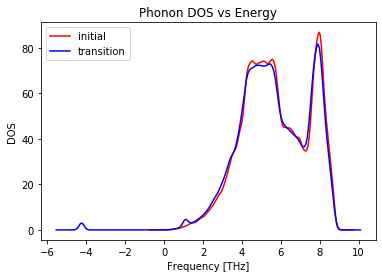 Phonon DOS vs Energy
initial
transition
DOS
80
60
40
20
0
−6 −4 −2 0 2 4 6 8 10
Frequency [THz]